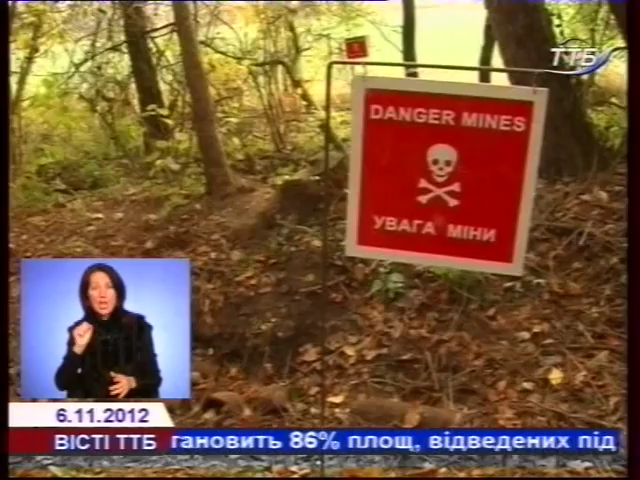 ТТБ
DANGER MINES
УВАГА МІНИ
6.11.2012
ВІСТІ ТТБ
гановить 86% площ, відведених під